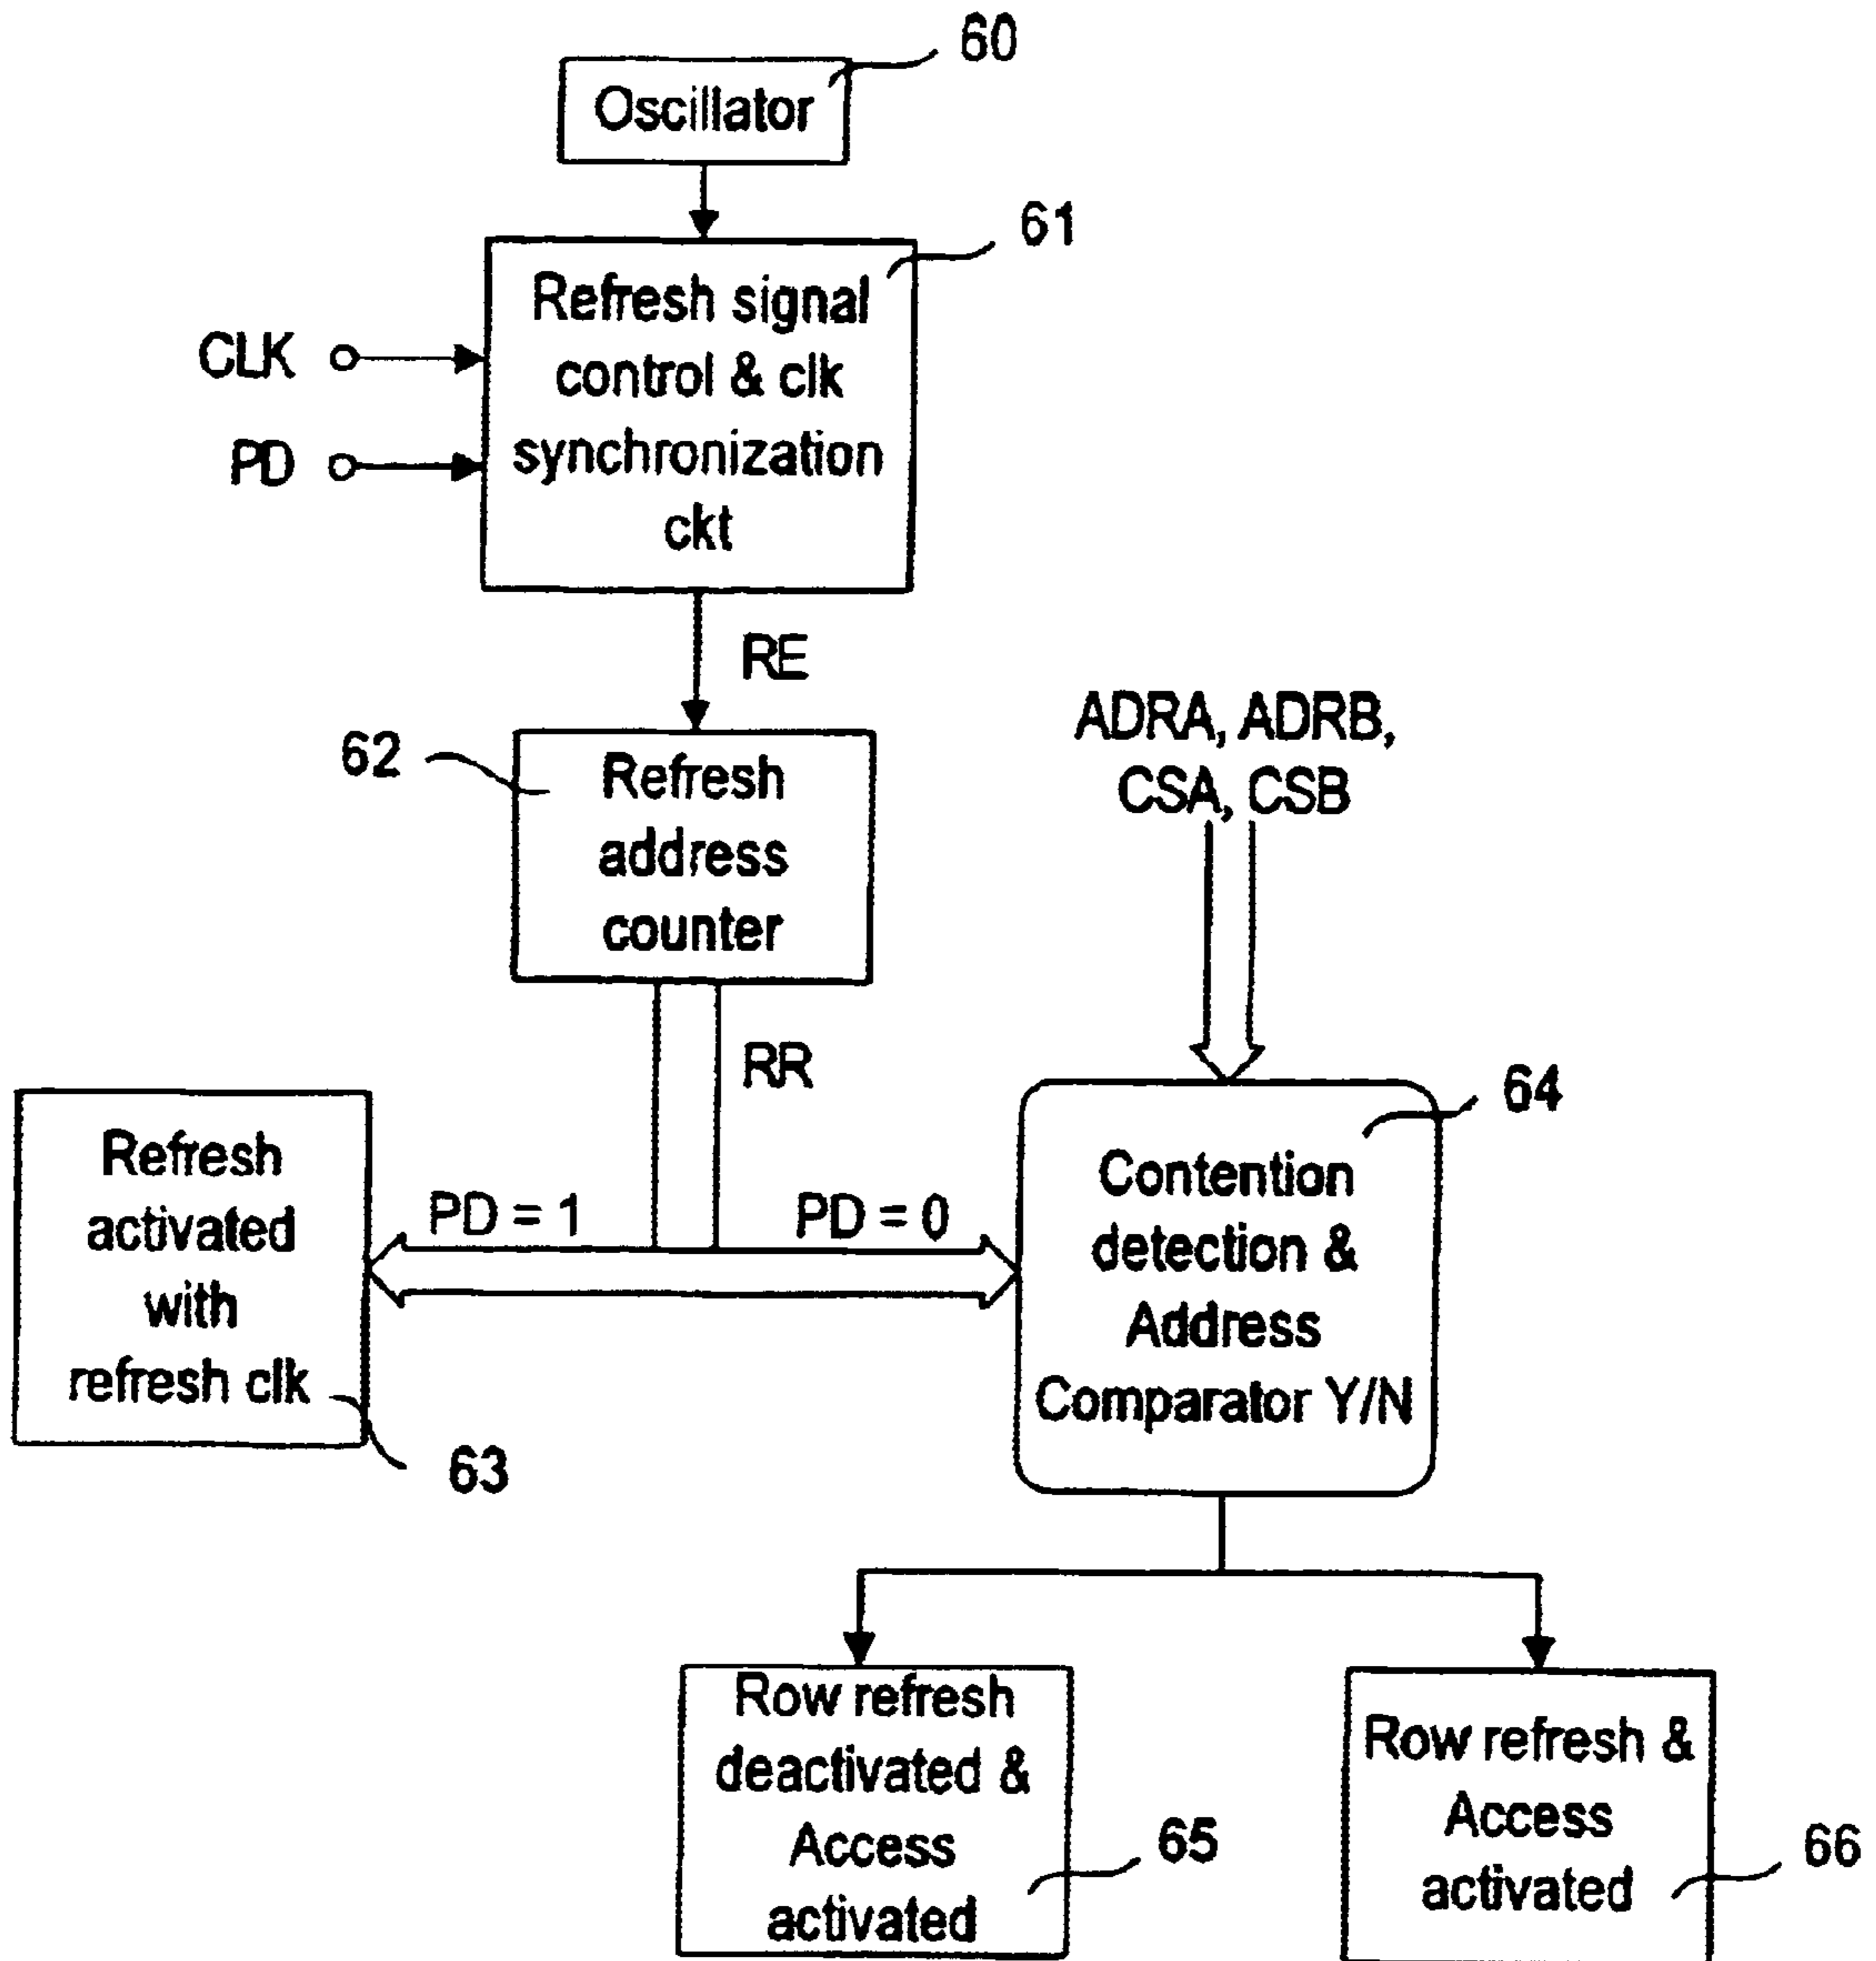 60
Oscillator
61
Refresh signal
control & clk
synchronization
ckt
CLK
PD
RE
62
Refresh
address
counter
ADRA, ADRB,
CSA, CSB
RR
64
Refresh
activated
with
refresh clk
63
PD = 1
PD = 0
Contention
detection &
Address
Comparator Y/N
Row refresh
deactivated &
Access
activated
65
Row refresh &
Access
activated
66